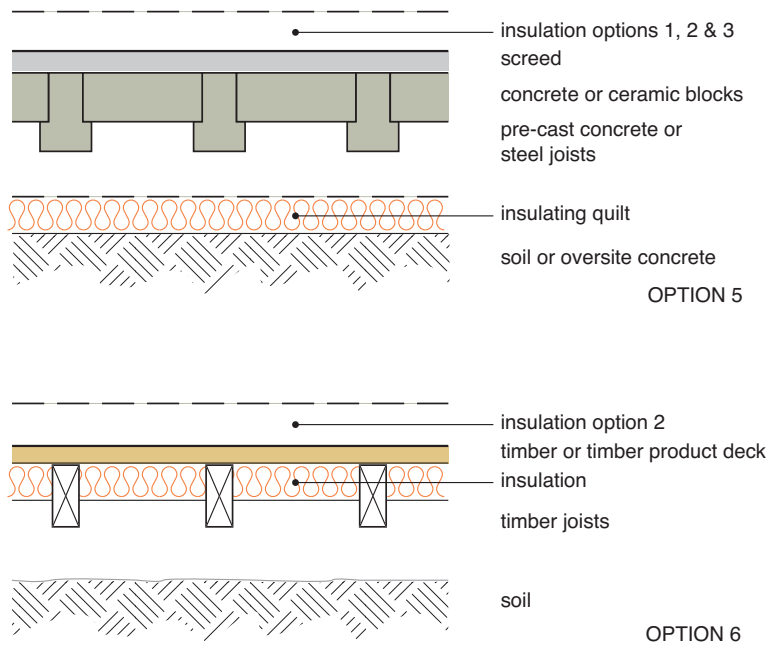 insulation options 1, 2 & 3
screed
concrete or ceramic blocks
pre-cast concrete or
steel joists
insulating quilt
soil or oversite concrete
OPTION 5
insulation option 2
timber or timber product deck
insulation
timber joists
soil
OPTION 6